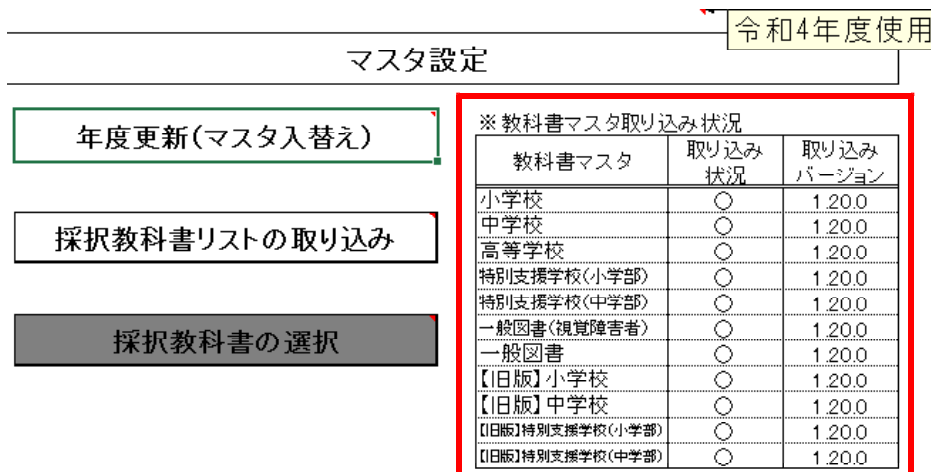 令和4年度使用
マスタ設定
年度更新(マスタ入替え)
採択教科書リストの取り込み
採択教科書の選択
※教科書マスタ取り込み状況
教科書マスタ 取り込み状況 取り込みバージョン
小学校 ○ 1.20.0
中学校 ○ 1.20.0
高等学校 ○ 1.20.0
特別支援学校(小学部) ○ 1.20.0
特別支援学校(中学部) ○ 1.20.0
一般図書(視覚障害者) ○ 1.20.0
一般図書 ○ 1.20.0
【旧版】小学校 ○ 1.20.0
【旧版】中学校 ○ 1.20.0
【旧版】特別支援学校(小学部) ○ 1.20.0
【旧版】特別支援学校(中学部) ○ 1.20.0